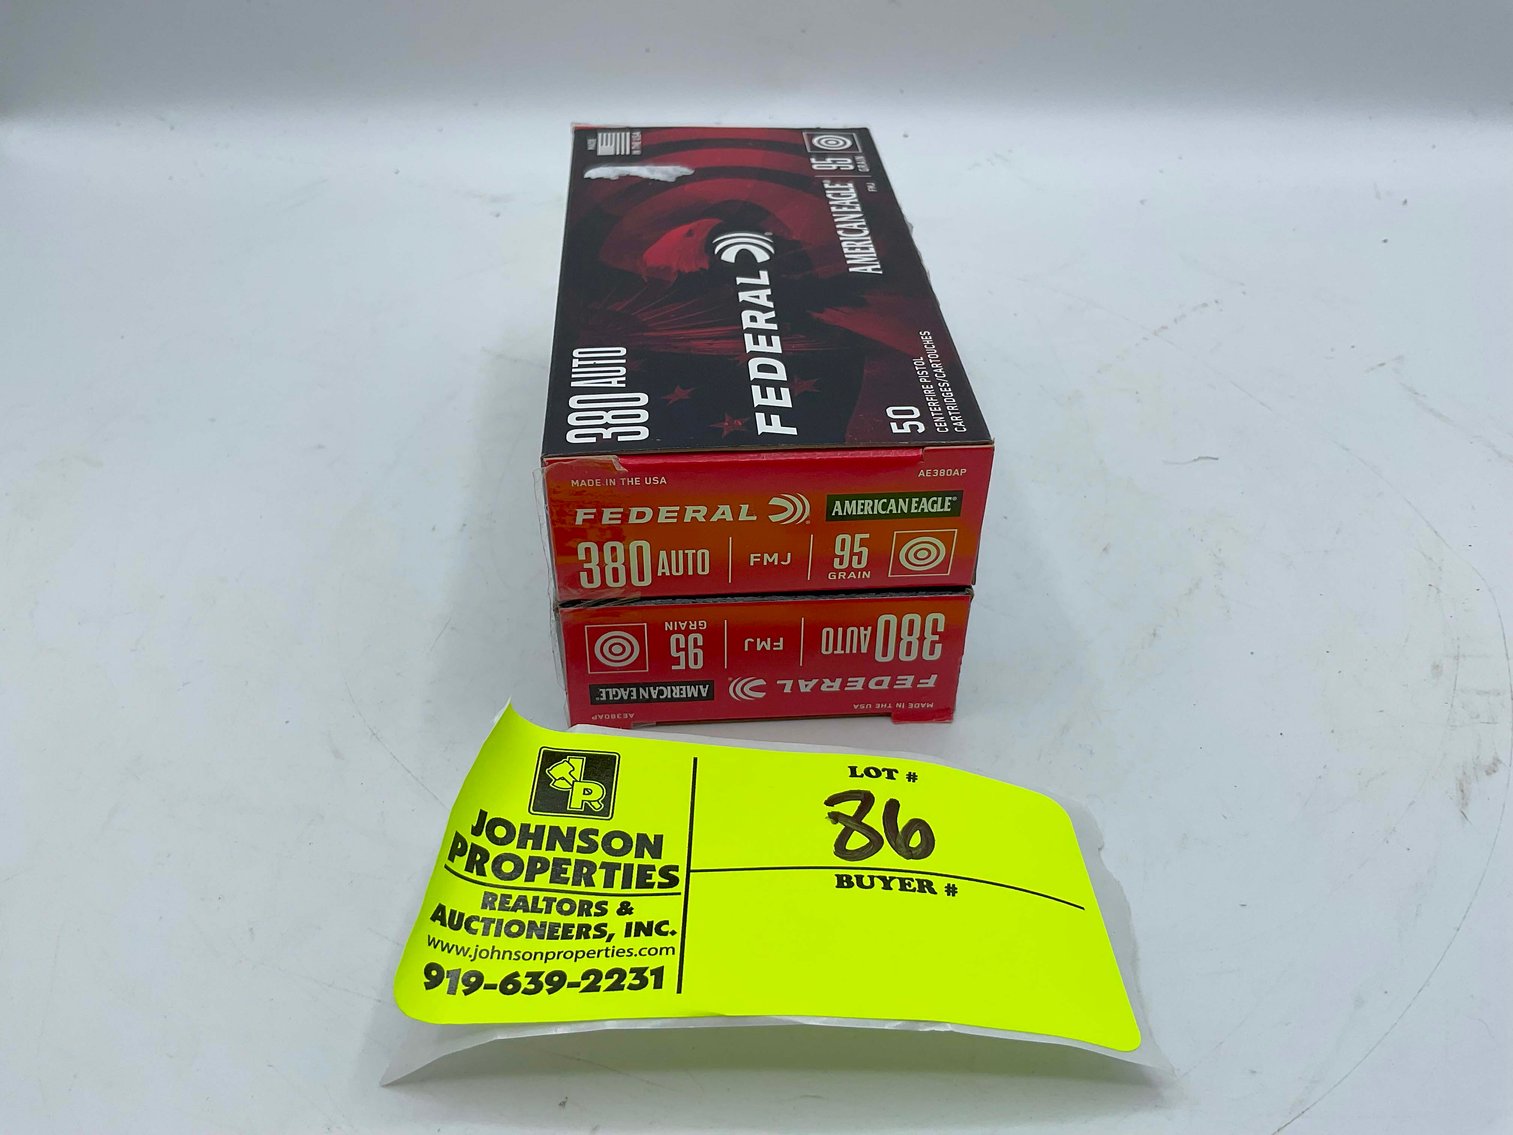 MADE
IN THE USA
380 AUTO
FEDERAL
AMERICAN EAGLE® 95
GRAIN
FMJ
50
CENTERFIRE PISTOL
CARTRIDGES/CARTOUCHES
MADE IN THE USA
AE380AP
FEDERAL
AMERICAN EAGLE®
380 AUTO FMJ 95
GRAIN
MADE IN THE USA
AE380AP
FEDERAL
AMERICAN EAGLE®
380 AUTO FMJ 95
GRAIN
JP
JOHNSON
PROPERTIES
REALTORS &
AUCTIONEERS, INC.
www.johnsonproperties.com
919-639-2231
LOT #
86
BUYER #